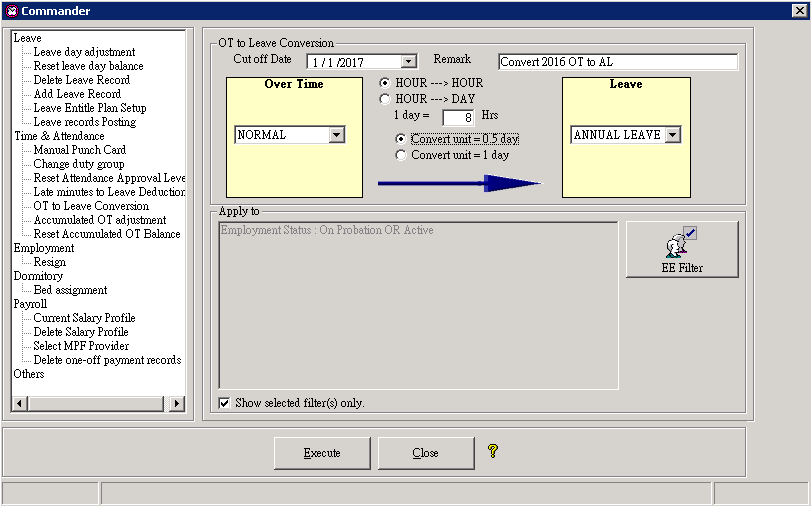 Commander
Leave
Leave day adjustment
Reset leave day balance
Delete Leave Record
Add Leave Record
Leave Entitle Plan Setup
Leave records Posting
Time & Attendance
Manual Punch Card
Change duty group
Reset Attendance Approval Leve
Late minutes to Leave Deduction
OT to Leave Conversion
Accumulated OT adjustment
Reset Accumulated OT Balance
Employment
Resign
Dormitory
Bed assignment
Payroll
Current Salary Profile
Delete Salary Profile
Select MPF Provider
Delete one-off payment records
Others
OT to Leave Conversion
Cut off Date 1 / 1 /2017 Remark Convert 2016 OT to AL
Over Time
NORMAL
HOUR ---> HOUR
HOUR ---> DAY
1 day = 8 Hrs
Convert unit = 0.5 day
Convert unit = 1 day
Leave
ANNUAL LEAVE
Apply to
Employment Status : On Probation OR Active
EE Filter
Show selected filter(s) only.
Execute Close ?